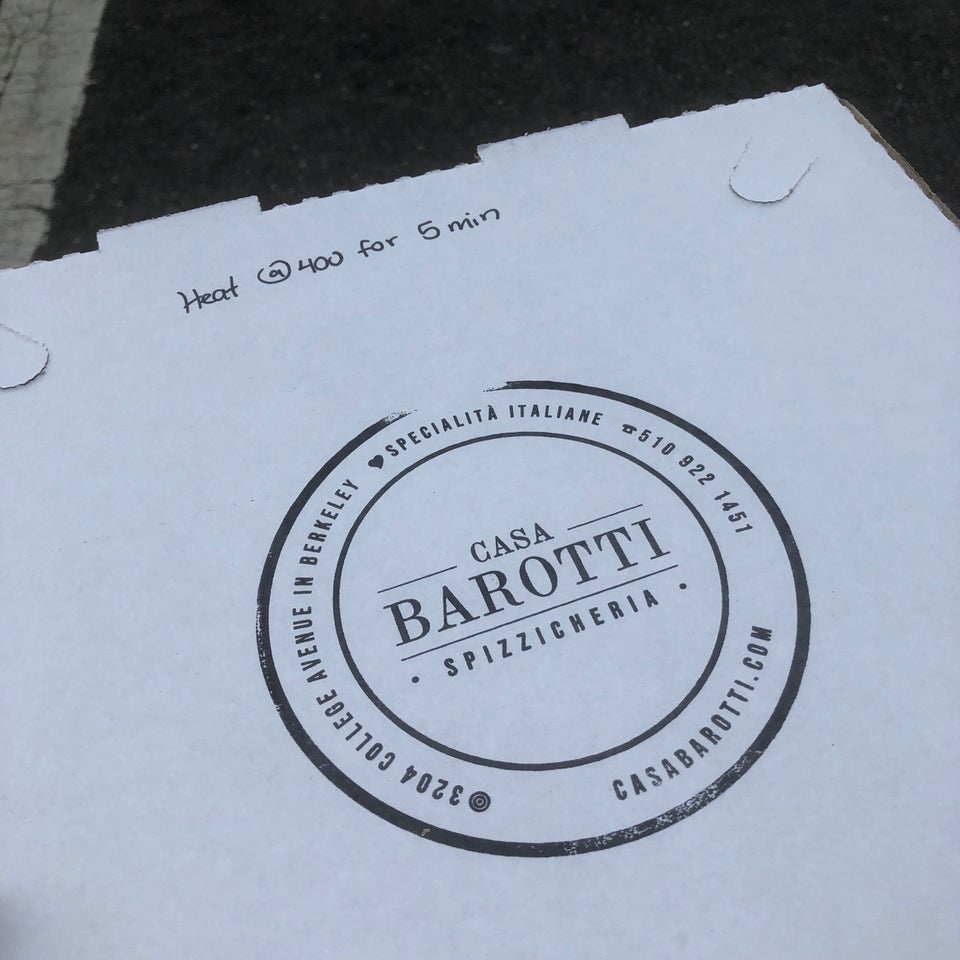 Heat @ 400 for 5 min
SPECIALITÀ ITALIANE
510 922 1451
CASABAROTTI.COM
3204 COLLEGE AVENUE IN BERKELEY
CASA
BAROTTI
SPIZZICHERIA